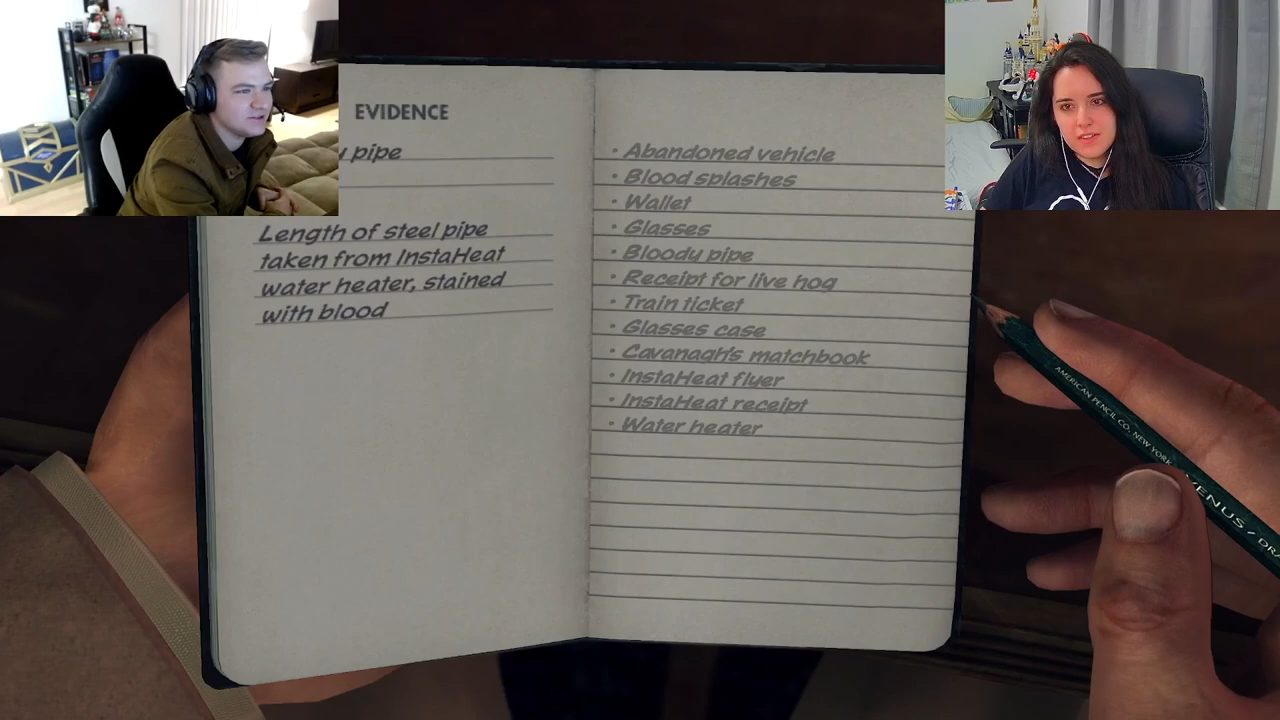 EVIDENCE
pipe
Length of steel pipe
taken from InstaHeat
water heater, stained
with blood
• Abandoned vehicle
• Blood splashes
• Wallet
• Glasses
• Bloody pipe
• Receipt for live hog
• Train ticket
• Glasses case
• Cavanagh's matchbook
• InstaHeat flyer
• InstaHeat receipt
• Water heater
AMERICAN PENCIL CO. NEW YORK
VENUS / DRA